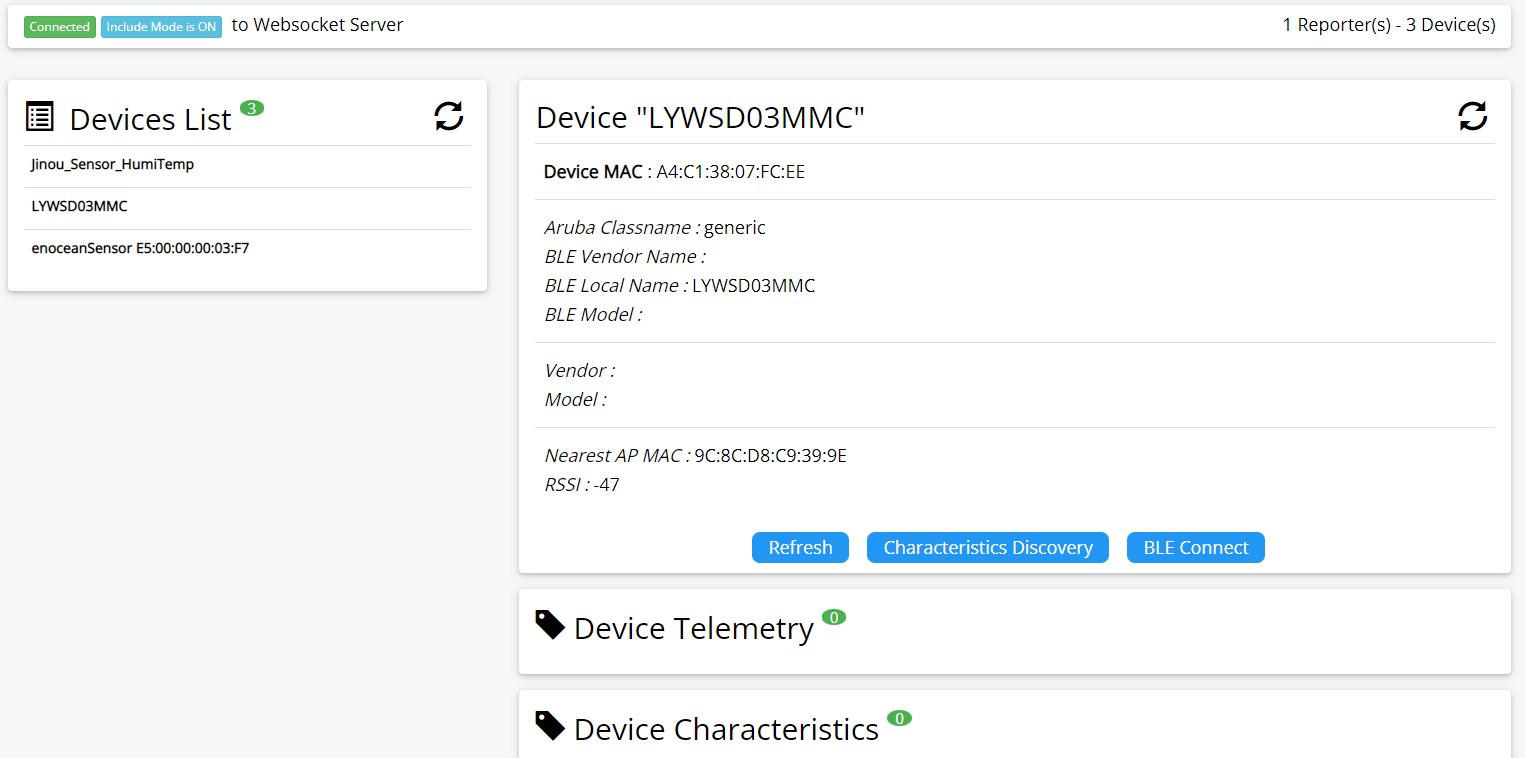 Connected Include Mode is ON to Websocket Server
1 Reporter(s) - 3 Device(s)
Devices List 3
Jinou_Sensor_HumiTemp
LYWSD03MMC
enoceanSensor E5:00:00:00:03:F7
Device "LYWSD03MMC"
Device MAC : A4:C1:38:07:FC:EE
Aruba Classname : generic
BLE Vendor Name :
BLE Local Name : LYWSD03MMC
BLE Model :
Vendor :
Model :
Nearest AP MAC : 9C:8C:D8:C9:39:9E
RSSI : -47
Refresh Characteristics Discovery BLE Connect
Device Telemetry 0
Device Characteristics 0